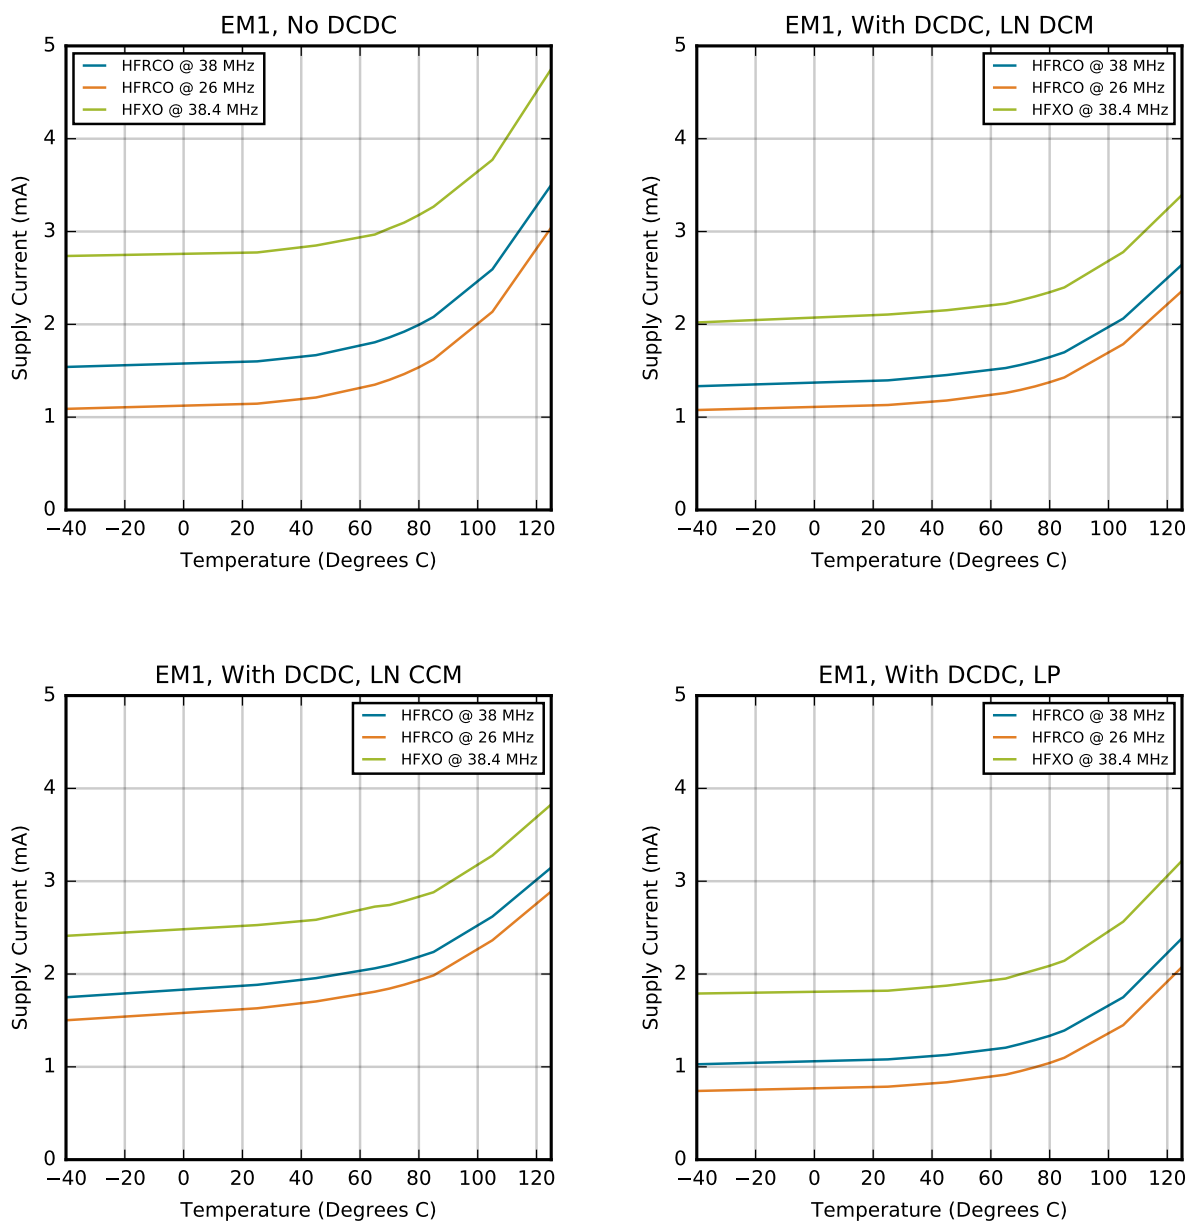 EM1, No DCDC
5
4
3
2
1
0
Supply Current (mA)
HFRCO @ 38 MHz
HFRCO @ 26 MHz
HFXO @ 38.4 MHz
−40 −20 0 20 40 60 80 100 120
Temperature (Degrees C)
EM1, With DCDC, LN DCM
5
4
3
2
1
0
Supply Current (mA)
HFRCO @ 38 MHz
HFRCO @ 26 MHz
HFXO @ 38.4 MHz
−40 −20 0 20 40 60 80 100 120
Temperature (Degrees C)
EM1, With DCDC, LN CCM
5
4
3
2
1
0
Supply Current (mA)
HFRCO @ 38 MHz
HFRCO @ 26 MHz
HFXO @ 38.4 MHz
−40 −20 0 20 40 60 80 100 120
Temperature (Degrees C)
EM1, With DCDC, LP
5
4
3
2
1
0
Supply Current (mA)
HFRCO @ 38 MHz
HFRCO @ 26 MHz
HFXO @ 38.4 MHz
−40 −20 0 20 40 60 80 100 120
Temperature (Degrees C)